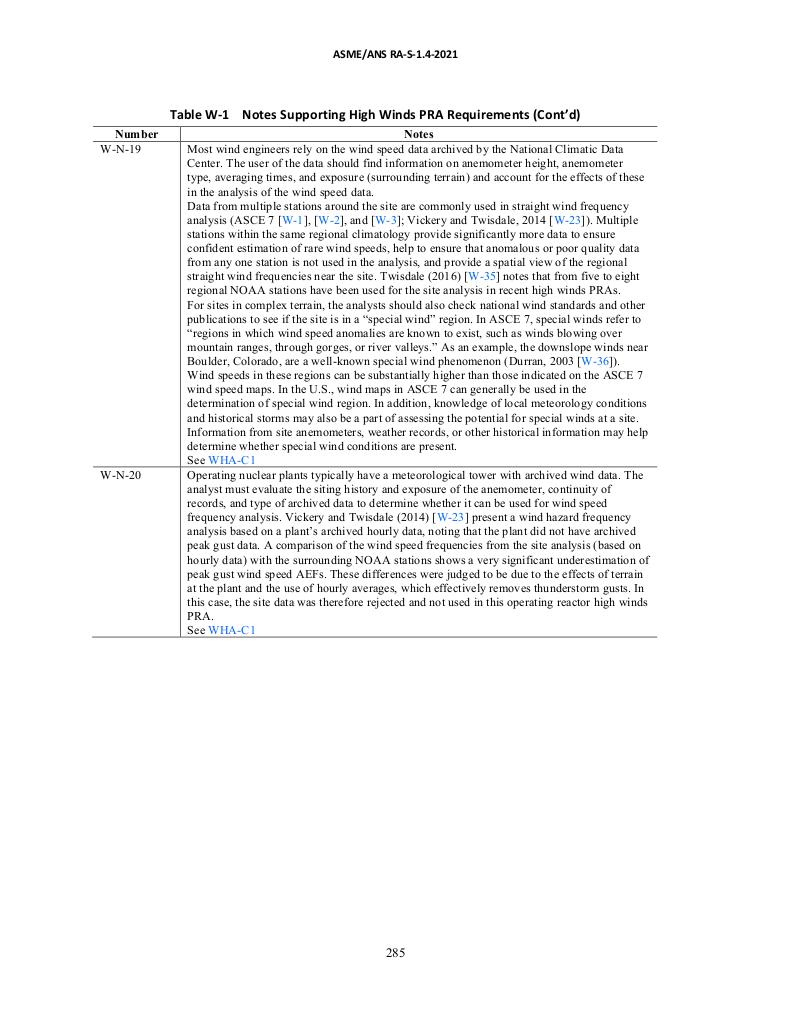 ASME/ANS RA-S-1.4-2021
Table W-1 Notes Supporting High Winds PRA Requirements (Cont’d)
Number Notes
W-N-19 Most wind engineers rely on the wind speed data archived by the National Climatic Data
Center. The user of the data should find information on anemometer height, anemometer
type, averaging times, and exposure (surrounding terrain) and account for the effects of these
in the analysis of the wind speed data.
Data from multiple stations around the site are commonly used in straight wind frequency
analysis (ASCE 7 [W-1], [W-2], and [W-3]; Vickery and Twisdale, 2014 [W-23]). Multiple
stations within the same regional climatology provide significantly more data to ensure
confident estimation of rare wind speeds, help to ensure that anomalous or poor quality data
from any one station is not used in the analysis, and provide a spatial view of the regional
straight wind frequencies near the site. Twisdale (2016) [W-35] notes that from five to eight
regional NOAA stations have been used for the site analysis in recent high winds PRAs.
For sites in complex terrain, the analysts should also check national wind standards and other
publications to see if the site is in a “special wind” region. In ASCE 7, special winds refer to
“regions in which wind speed anomalies are known to exist, such as winds blowing over
mountain ranges, through gorges, or river valleys.” As an example, the downslope winds near
Boulder, Colorado, are a well-known special wind phenomenon (Durran, 2003 [W-36]).
Wind speeds in these regions can be substantially higher than those indicated on the ASCE 7
wind speed maps. In the U.S., wind maps in ASCE 7 can generally be used in the
determination of special wind region. In addition, knowledge of local meteorology conditions
and historical storms may also be a part of assessing the potential for special winds at a site.
Information from site anemometers, weather records, or other historical information may help
determine whether special wind conditions are present.
See WHA-C1
W-N-20 Operating nuclear plants typically have a meteorological tower with archived wind data. The
analyst must evaluate the siting history and exposure of the anemometer, continuity of
records, and type of archived data to determine whether it can be used for wind speed
frequency analysis. Vickery and Twisdale (2014) [W-23] present a wind hazard frequency
analysis based on a plant’s archived hourly data, noting that the plant did not have archived
peak gust data. A comparison of the wind speed frequencies from the site analysis (based on
hourly data) with the surrounding NOAA stations shows a very significant underestimation of
peak gust wind speed AEFs. These differences were judged to be due to the effects of terrain
at the plant and the use of hourly averages, which effectively removes thunderstorm gusts. In
this case, the site data was therefore rejected and not used in this operating reactor high winds
PRA.
See WHA-C1
285